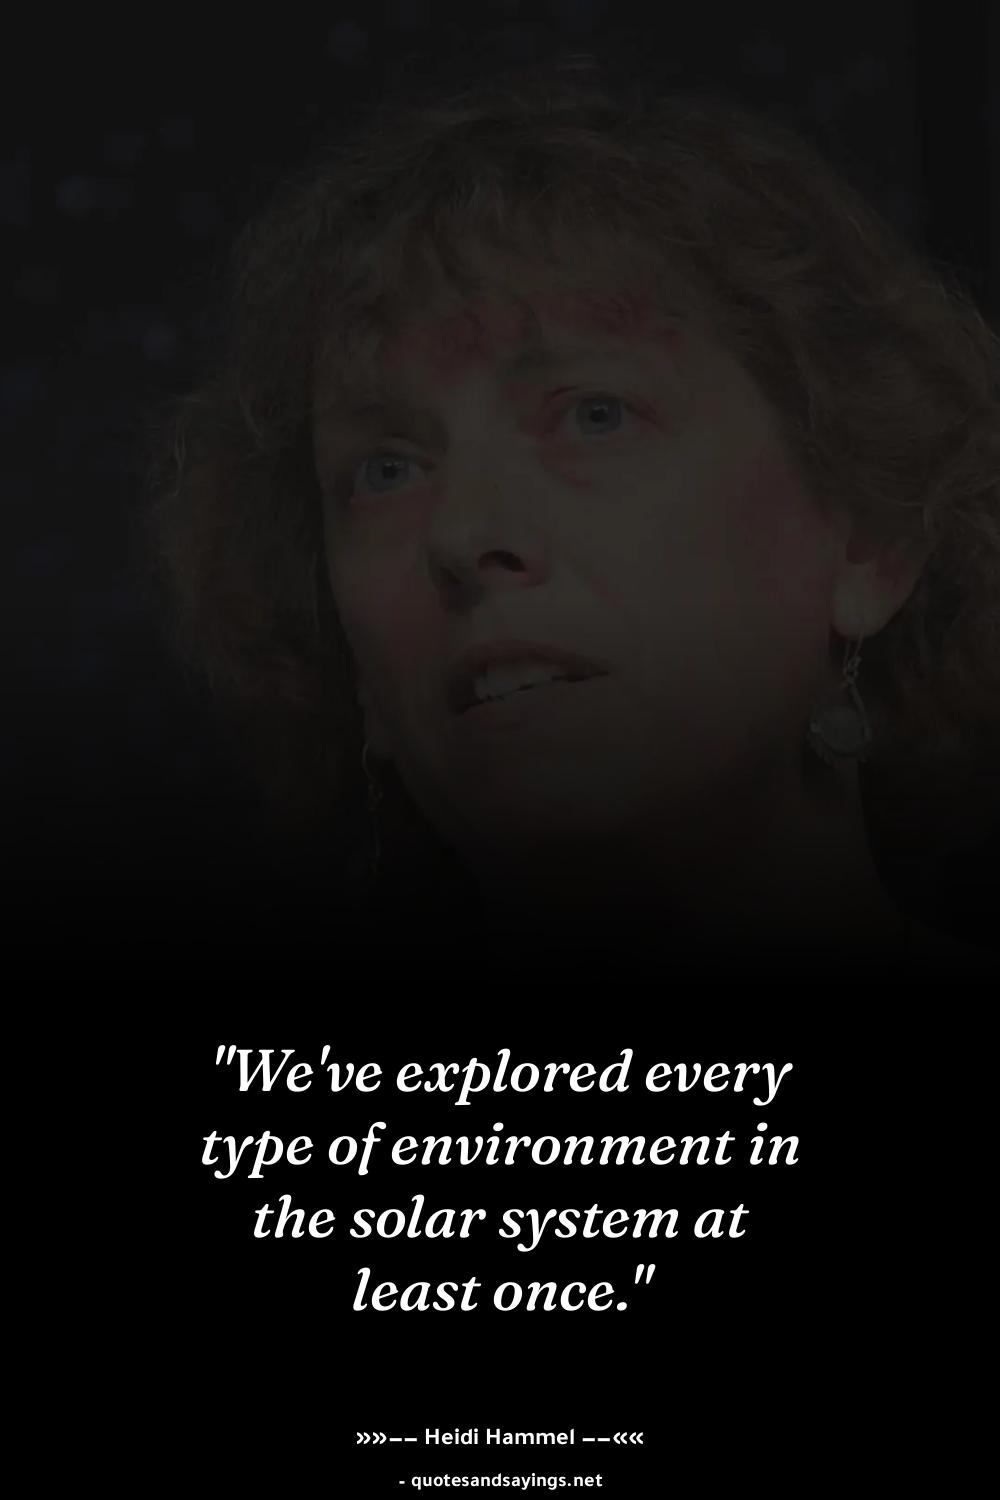 "We've explored every
type of environment in
the solar system at
least once."
»»−− Heidi Hammel −−««
- quotesandsayings.net